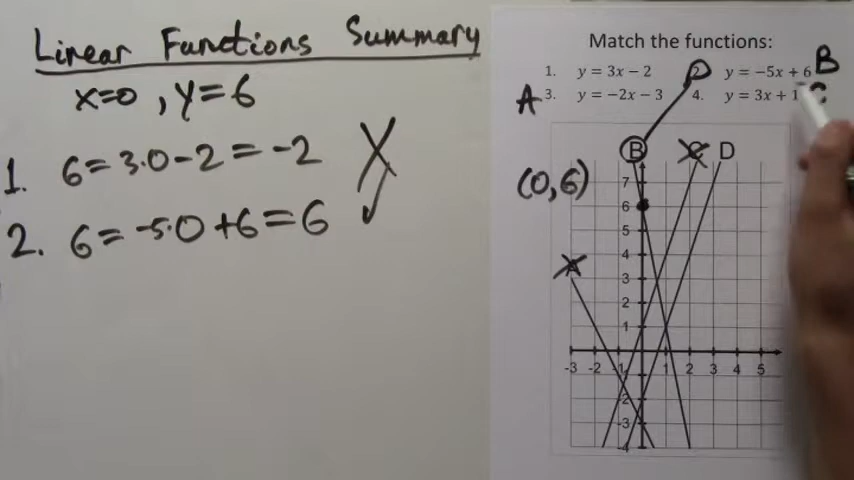 Linear Functions Summary
x=0, y=6
1. 6=3.0-2=-2
2. 6=-5.0+6=6
Match the functions:
1. y = 3x − 2 D 2. y = −5x + 6 B
A 3. y = −2x − 3 4. y = 3x + 1 C
B C D
(0,6)
A
7
6
5
4
3
2
1
-3 -2 -1 1 2 3 4 5
-2
-3
-4